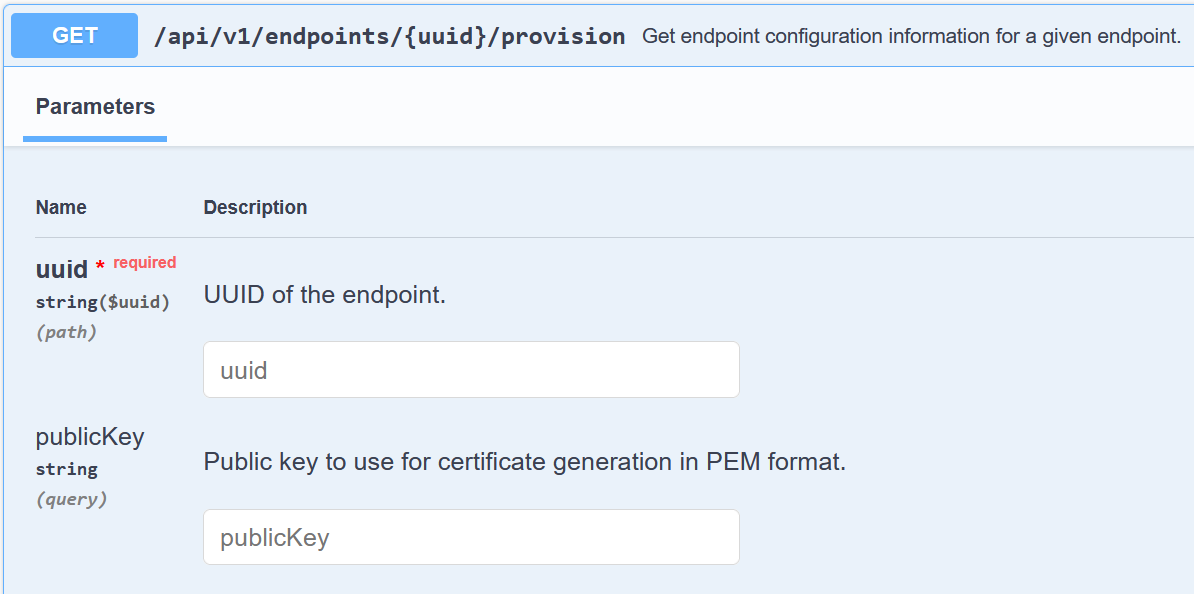 GET /api/v1/endpoints/{uuid}/provision Get endpoint configuration information for a given endpoint.
Parameters
Name Description
uuid * required
string($uuid)
(path)
UUID of the endpoint.
uuid
publicKey
string
(query)
Public key to use for certificate generation in PEM format.
publicKey